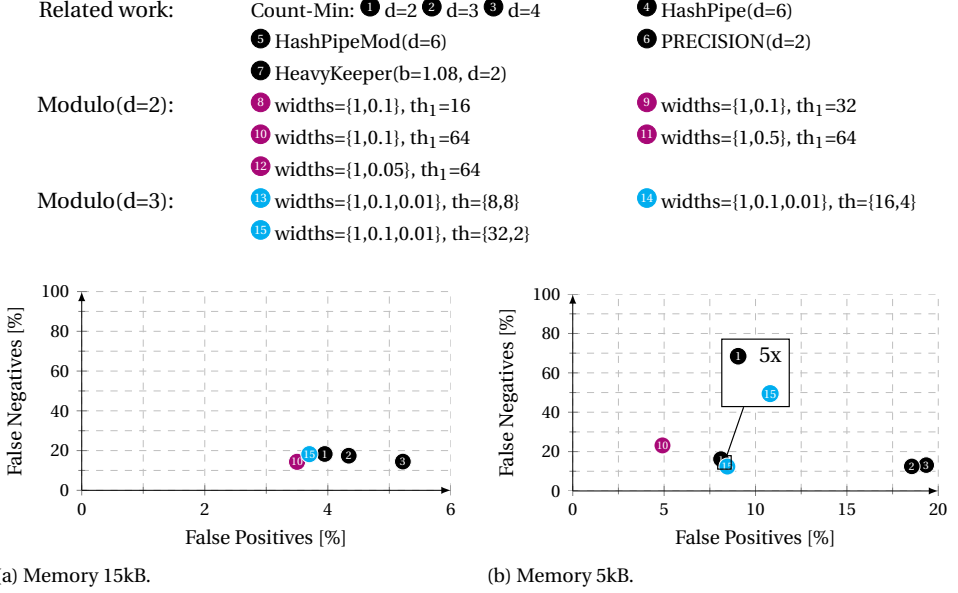 Related work: Count-Min: 1 d=2 2 d=3 3 d=4 4 HashPipe(d=6)
5 HashPipeMod(d=6) 6 PRECISION(d=2)
7 HeavyKeeper(b=1.08, d=2)
Modulo(d=2): 8 widths={1,0.1}, th1=16 9 widths={1,0.1}, th1=32
10 widths={1,0.1}, th1=64 11 widths={1,0.5}, th1=64
12 widths={1,0.05}, th1=64
Modulo(d=3): 13 widths={1,0.1,0.01}, th={8,8} 14 widths={1,0.1,0.01}, th={16,4}
15 widths={1,0.1,0.01}, th={32,2}
False Negatives [%]
100
80
60
40
20
0
10 15 1 2 3
0 2 4 6
False Positives [%]
(a) Memory 15kB.
False Negatives [%]
100
80
60
40
20
0
1 5x
15
10
1
15
2 3
0 5 10 15 20
False Positives [%]
(b) Memory 5kB.